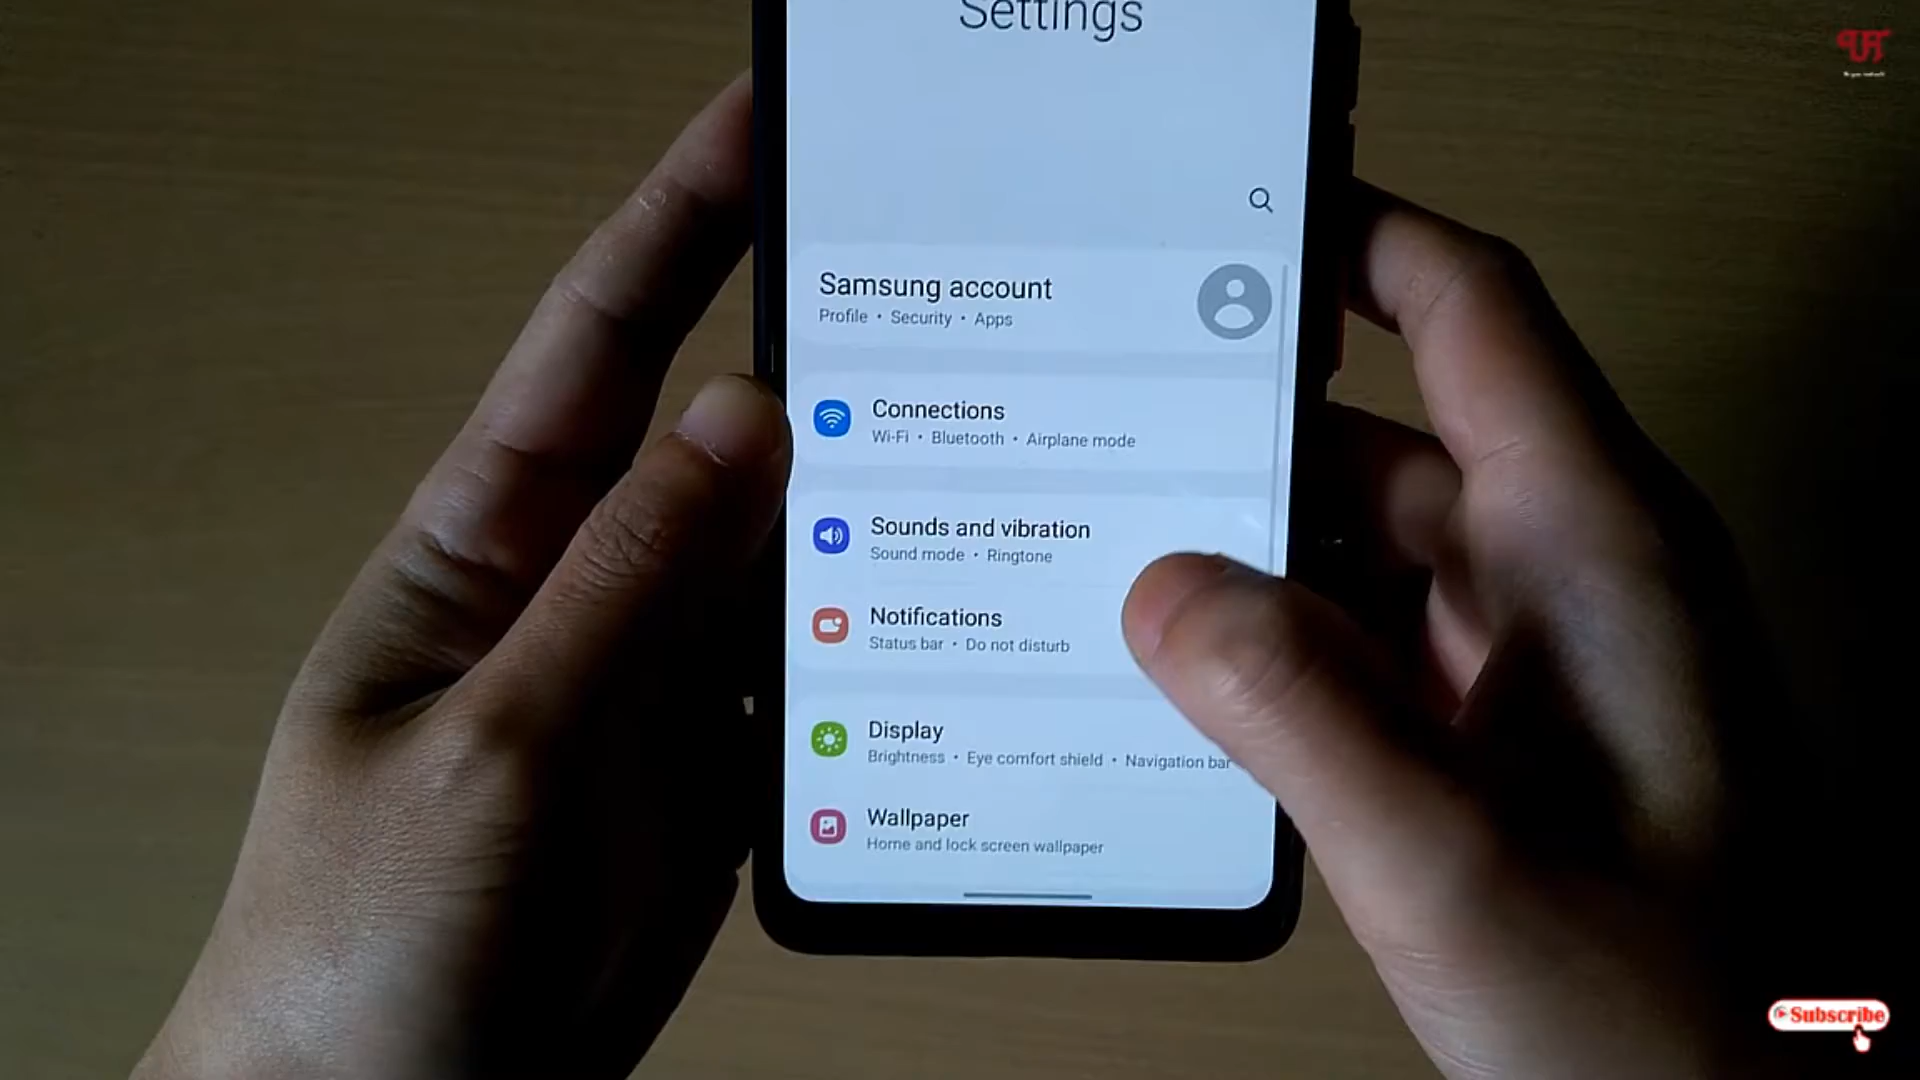 Settings
Samsung account
Profile • Security • Apps
Connections
Wi-Fi • Bluetooth • Airplane mode
Sounds and vibration
Sound mode • Ringtone
Notifications
Status bar • Do not disturb
Display
Brightness • Eye comfort shield • Navigation bar
Wallpaper
Home and lock screen wallpaper
Subscribe